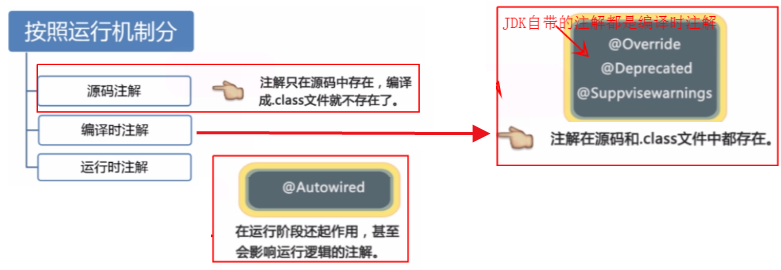 按照运行机制分
源码注解
注解只在源码中存在，编译
成.class文件就不存在了。
编译时注解
运行时注解
@Autowired
在运行阶段还起作用，甚至
会影响运行逻辑的注解。
JDK自带的注解都是编译时注解
@Override
@Deprecated
@Suppvisewarnings
注解在源码和.class文件中都存在。